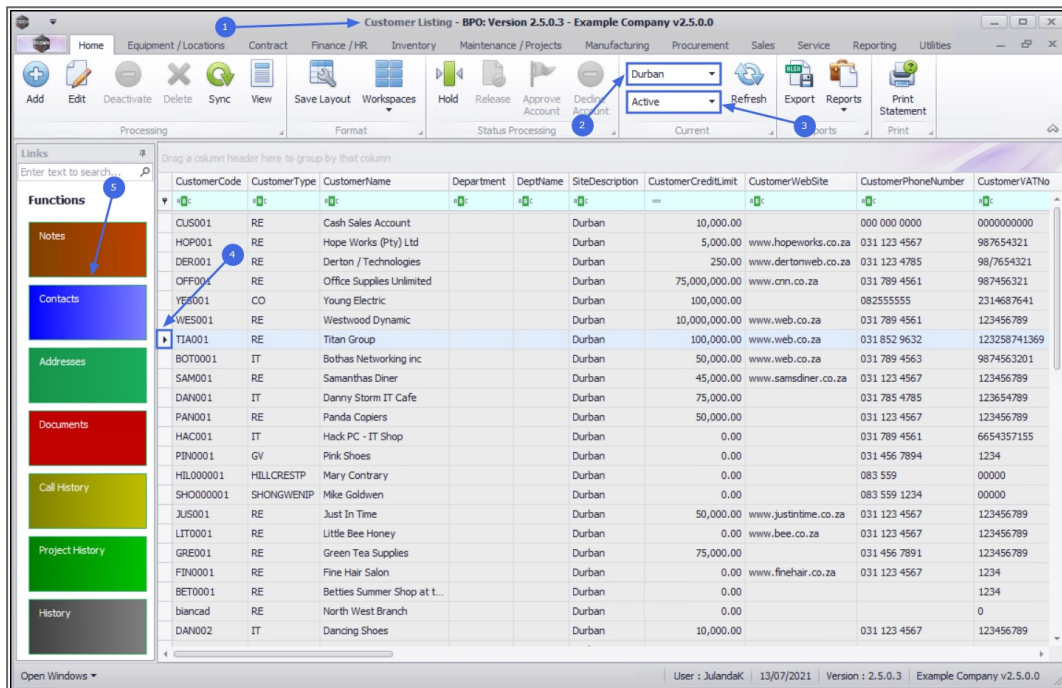 Customer Listing - BPO: Version 2.5.0.3 - Example Company v2.5.0.0
1
Home Equipment / Locations Contract Finance / HR Inventory Maintenance / Projects Manufacturing Procurement Sales Service Reporting Utilities
Add Edit Deactivate Delete Sync View Save Layout Workspaces Hold Release Approve Account Decline Account Durban Active Refresh Export Reports Print Statement
2 3
Processing Format Status Processing Current Print
Links
Enter text to search...
Drag a column header here to group by that column
5
CustomerCode CustomerType CustomerName Department DeptName SiteDescription CustomerCreditLimit CustomerWebSite CustomerPhoneNumber CustomerVATNo
Functions
CUS001 RE Cash Sales Account Durban 10,000.00 000 000 0000 0000000000
Notes
HOP001 RE Hope Works (Pty) Ltd Durban 5,000.00 www.hopeworks.co.za 031 123 4567 987654321
4
DER001 RE Derton / Technologies Durban 250.00 www.dertonweb.co.za 031 123 4785 98/7654321
OFF001 RE Office Supplies Unlimited Durban 75,000,000.00 www.cnn.co.za 031 789 4561 987456321
Contacts
YES001 CO Young Electric Durban 100,000.00 082555555 2314687641
WES001 RE Westwood Dynamic Durban 10,000,000.00 www.web.co.za 031 789 4561 123456789
TIA001 RE Titan Group Durban 100,000.00 www.web.co.za 031 852 9632 123258741369
Addresses
BOT0001 IT Bothas Networking inc Durban 50,000.00 www.web.co.za 031 789 4563 9874563201
SAM001 RE Samanthas Diner Durban 45,000.00 www.samsdiner.co.za 031 123 4567 123456789
DAN001 IT Danny Storm IT Cafe Durban 75,000.00 031 785 4785 123654789
Documents
PAN001 RE Panda Copiers Durban 50,000.00 031 123 4567 123456789
HAC001 IT Hack PC - IT Shop Durban 0.00 031 789 4561 6654357155
PIN0001 GV Pink Shoes Durban 0.00 031 456 7894 1234
HIL000001 HILLCRESTP Mary Contrary Durban 0.00 083 559 00000
Call History
SHO000001 SHONGWENIP Mike Goldwen Durban 0.00 083 559 1234 00000
JUS001 RE Just In Time Durban 50,000.00 www.justintime.co.za 031 123 4567 123456789
LIT0001 RE Little Bee Honey Durban 0.00 www.bee.co.za 031 123 4567 123456789
Project History
GRE001 RE Green Tea Supplies Durban 75,000.00 031 456 7891 123456789
FIN0001 RE Fine Hair Salon Durban 0.00 www.finehair.co.za 031 123 4567 1234
BET0001 RE Betties Summer Shop at t... Durban 0.00 1234
History
biancad RE North West Branch Durban 0.00 0
DAN002 IT Dancing Shoes Durban 10,000.00 031 123 4567 123456789
Open Windows User : JulandaK 13/07/2021 Version : 2.5.0.3 Example Company v2.5.0.0